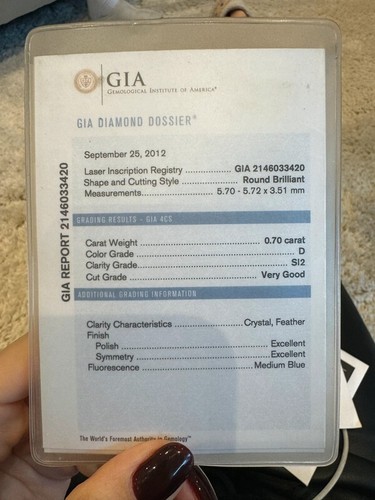 GIA
GEMOLOGICAL INSTITUTE OF AMERICA®
GIA DIAMOND DOSSIER®
September 25, 2012
Laser Inscription Registry ........................ GIA 2146033420
Shape and Cutting Style ........................ Round Brilliant
Measurements........................ 5.70 - 5.72 x 3.51 mm
GRADING RESULTS - GIA 4CS
Carat Weight ........................ 0.70 carat
Color Grade ........................ D
Clarity Grade........................ SI2
Cut Grade ........................ Very Good
ADDITIONAL GRADING INFORMATION
Clarity Characteristics ........................ Crystal, Feather
Finish
Polish ........................ Excellent
Symmetry ........................ Excellent
Fluorescence ........................ Medium Blue
The World's Foremost Authority in Gemology™
GIA REPORT 2146033420